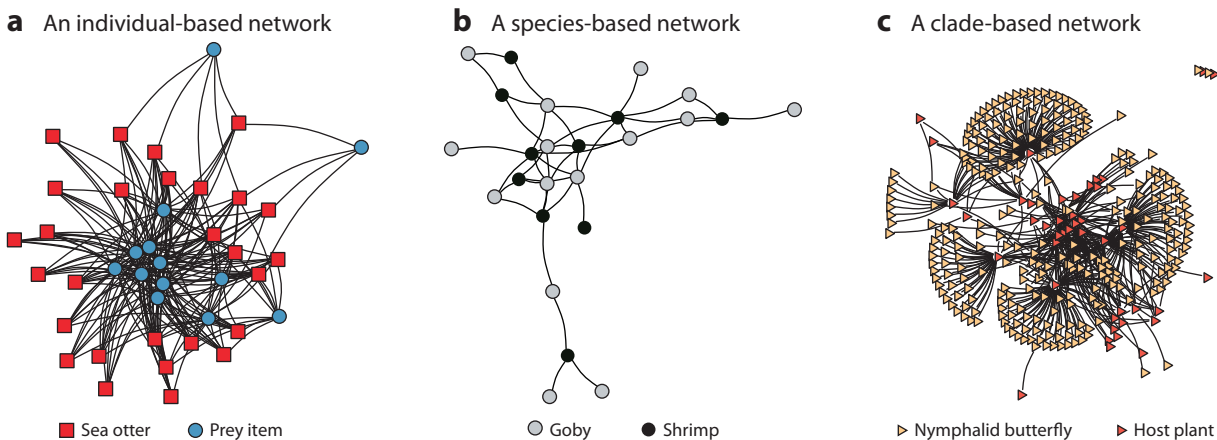 a An individual-based network
b A species-based network
c A clade-based network
Sea otter Prey item
Goby Shrimp
Nymphalid butterfly Host plant